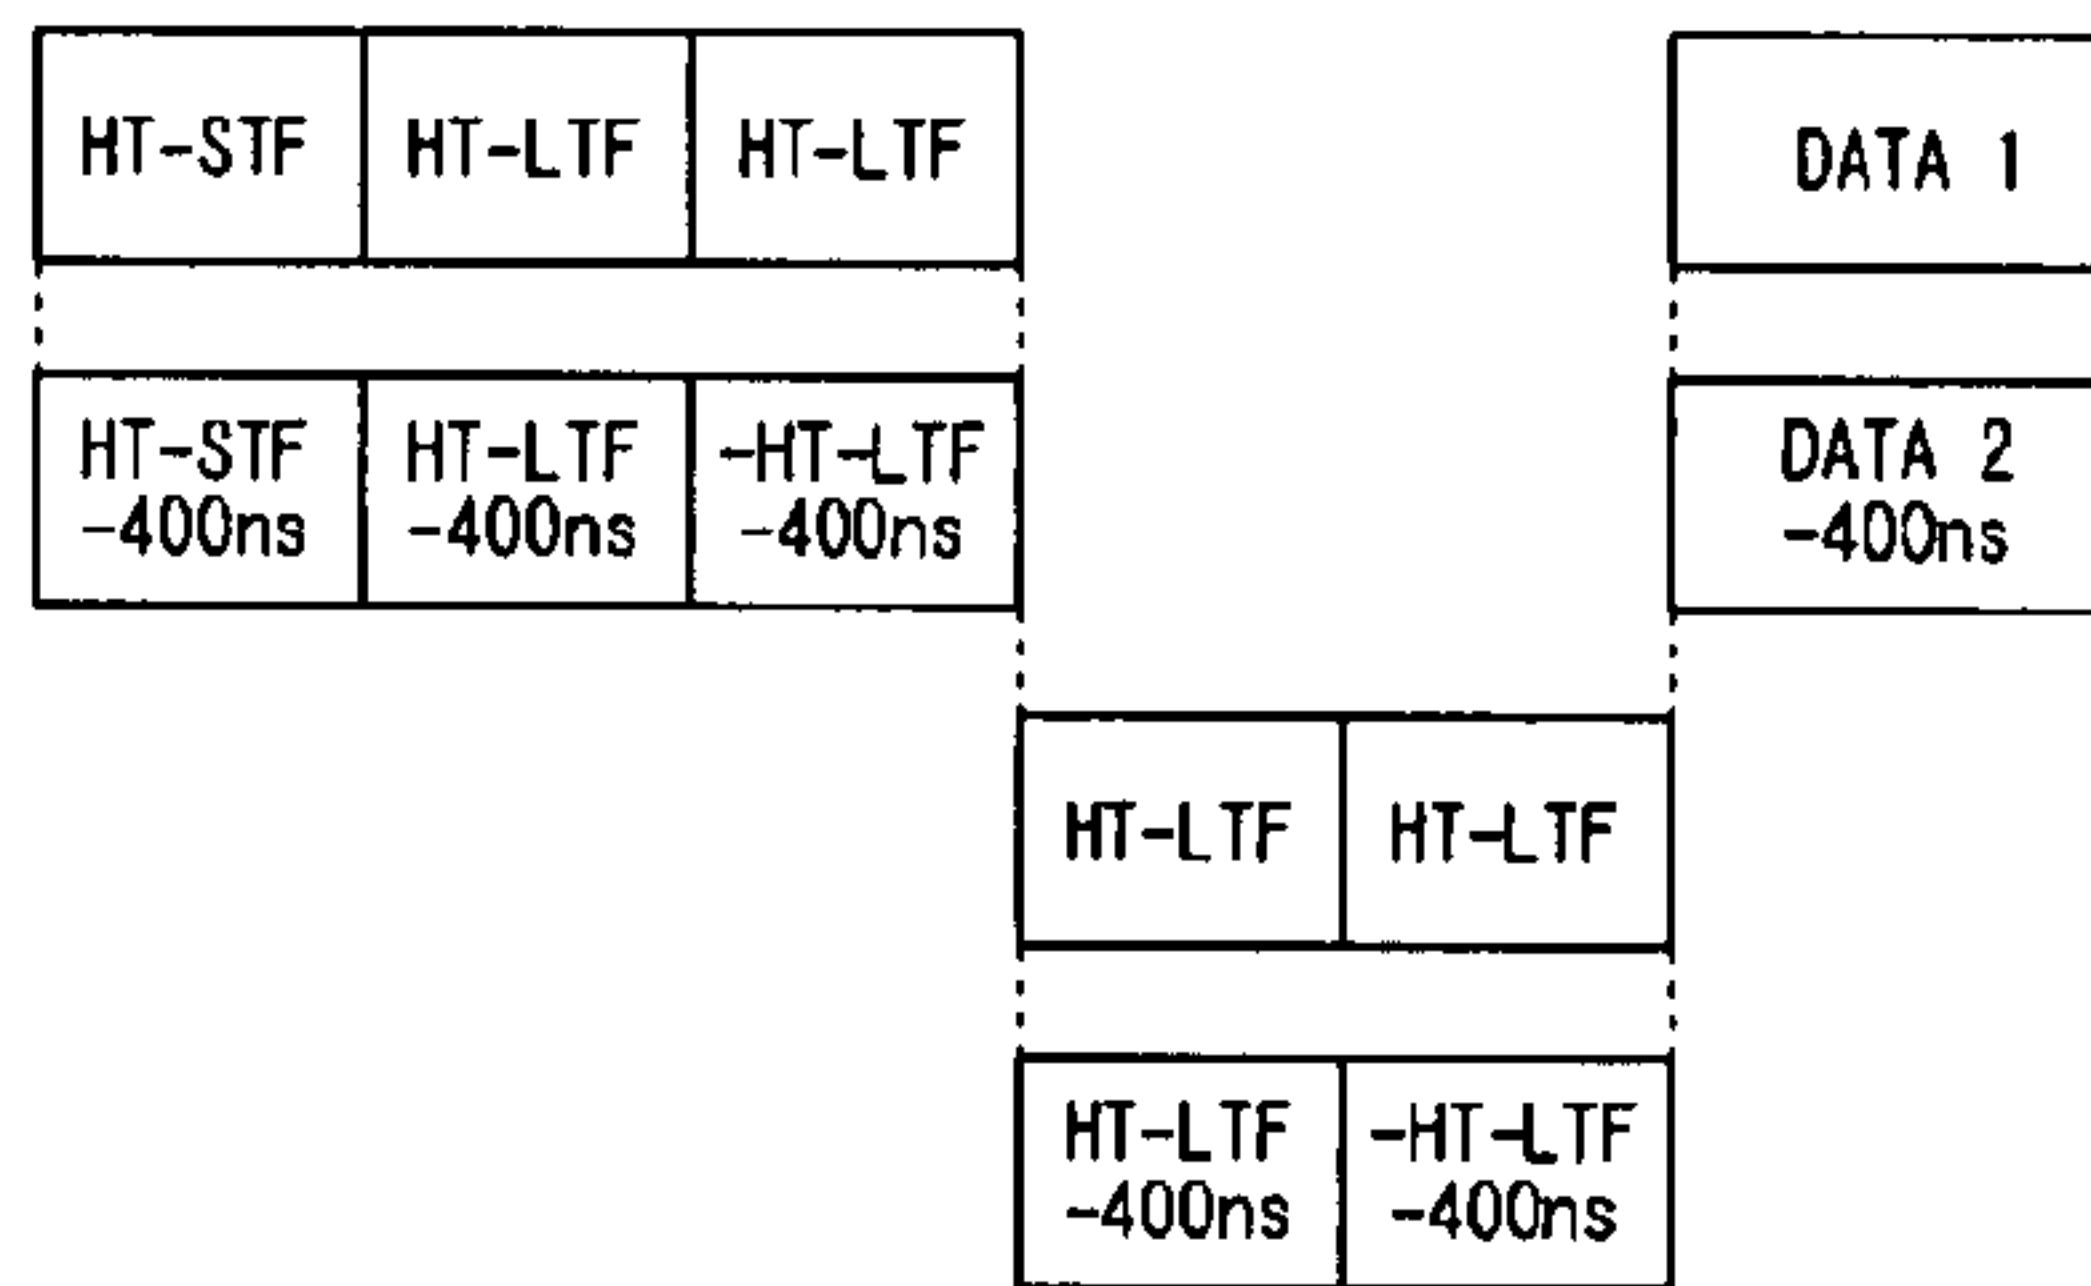 HT-STF HT-LTF HT-LTF DATA 1
HT-STF HT-LTF -HT-LTF DATA 2
-400ns -400ns -400ns -400ns
HT-LTF HT-LTF
HT-LTF -HT-LTF
-400ns -400ns